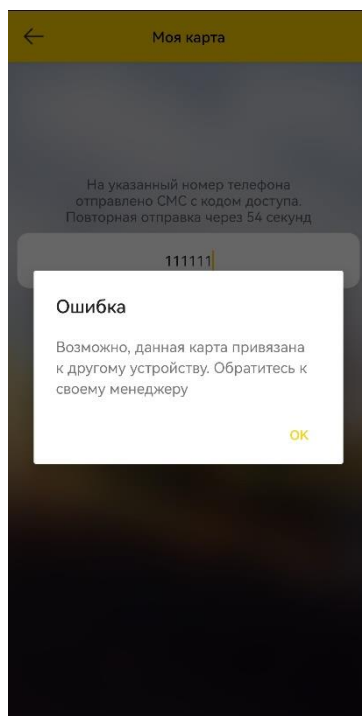 Моя карта
На указанный номер телефона
отправлено СМС с кодом доступа.
Повторная отправка через 54 секунд
111111
Ошибка
Возможно, данная карта привязана
к другому устройству. Обратитесь к
своему менеджеру
ОК